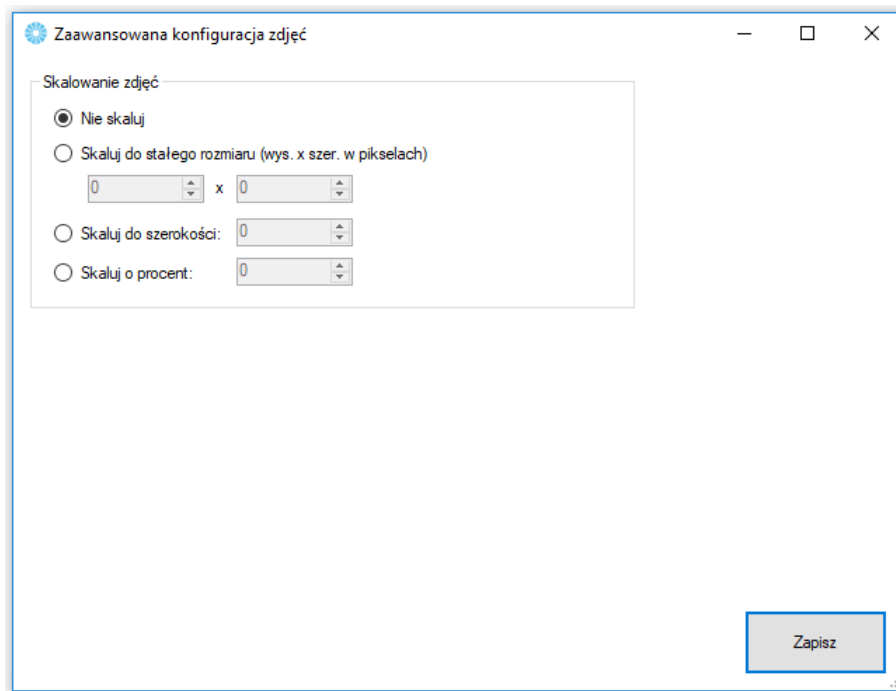 Zaawansowana konfiguracja zdjęć
Skalowanie zdjęć
Nie skaluj
Skaluj do stałego rozmiaru (wys. x szer. w pikselach)
0 x 0
Skaluj do szerokości: 0
Skaluj o procent: 0
Zapisz